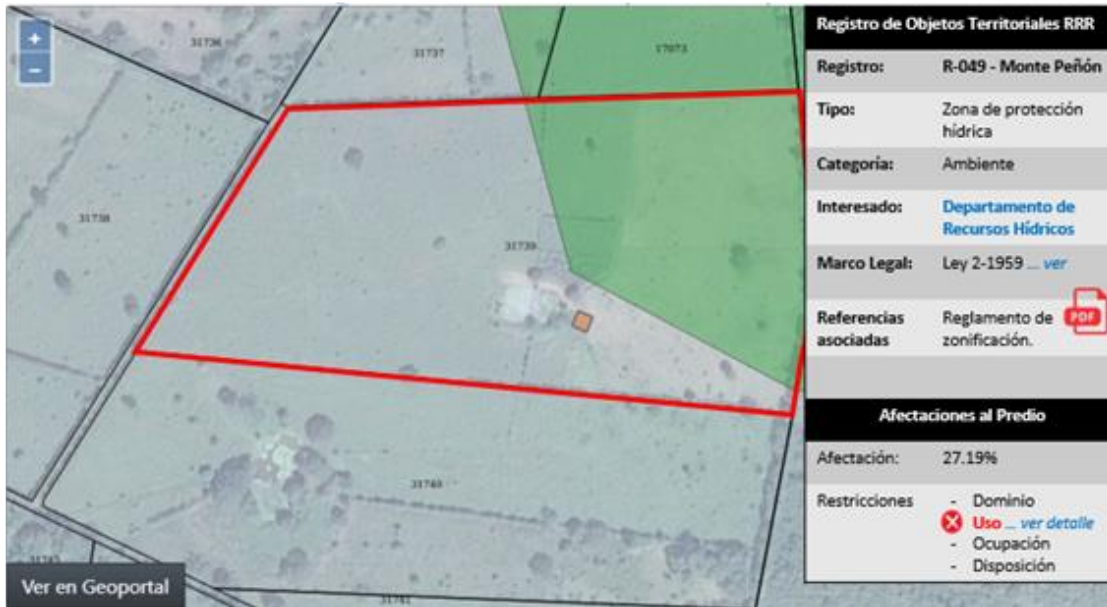 +
−
31736
31737
17073
31738
31739
31740
31741
Ver en Geoportal
Registro de Objetos Territoriales RRR
Registro: R-049 - Monte Peñón
Tipo: Zona de protección
hídrica
Categoría: Ambiente
Interesado: Departamento de
Recursos Hídricos
Marco Legal: Ley 2-1959 ... ver
Referencias Reglamento de PDF
asociadas zonificación.
Afectaciones al Predio
Afectación: 27.19%
Restricciones - Dominio
Uso ... ver detalle
- Ocupación
- Disposición